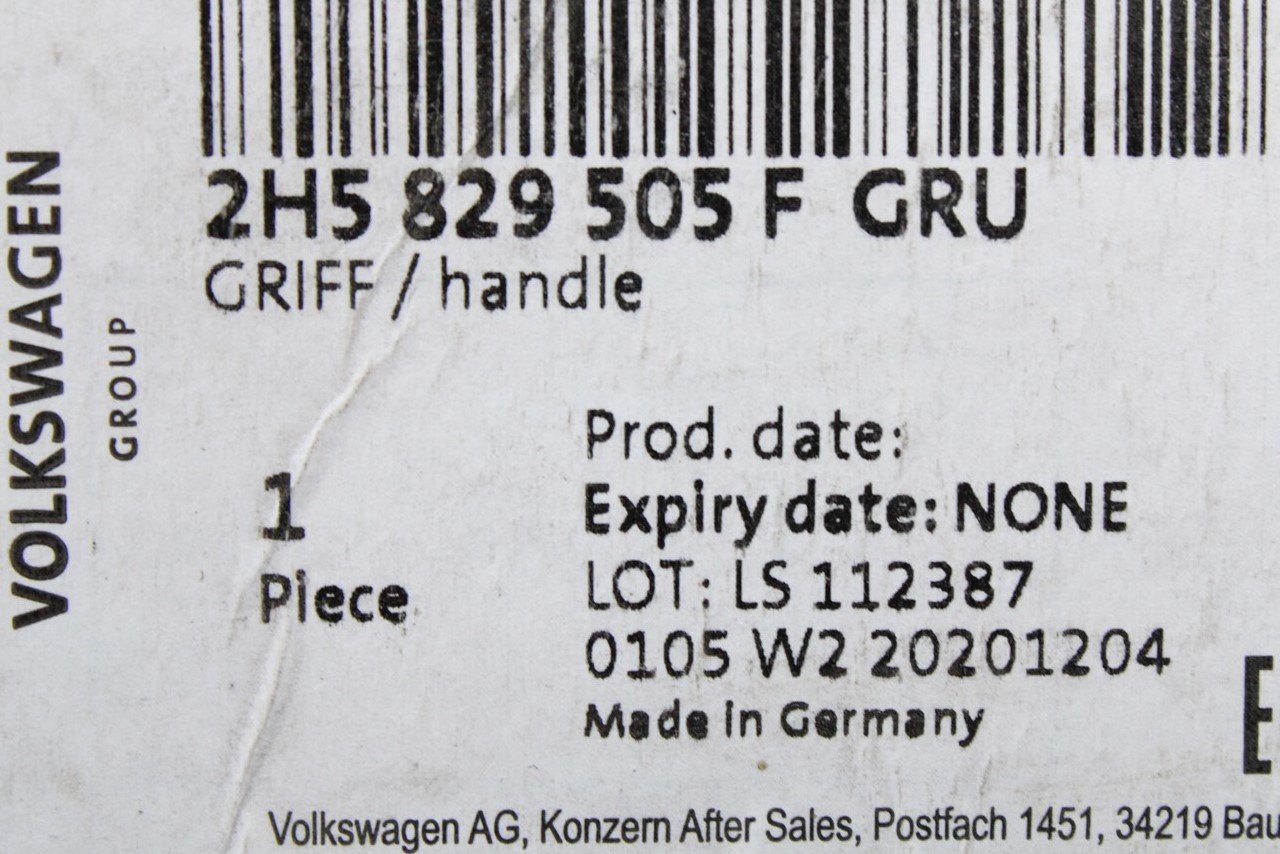 VOLKSWAGEN
GROUP
2H5 829 505 F GRU
GRIFF / handle
1
Piece
Prod. date:
Expiry date: NONE
LOT: LS 112387
0105 W2 20201204
Made in Germany
E
Volkswagen AG, Konzern After Sales, Postfach 1451, 34219 Bau